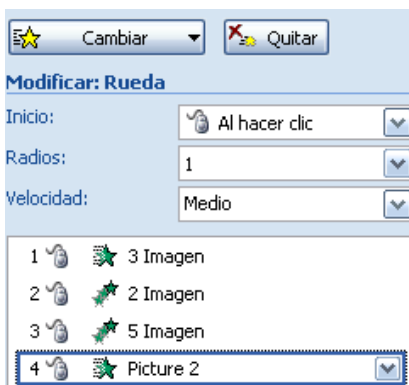 Cambiar Quitar
Modificar: Rueda
Inicio: Al hacer clic
Radios: 1
Velocidad: Medio
1 3 Imagen
2 2 Imagen
3 5 Imagen
4 Picture 2